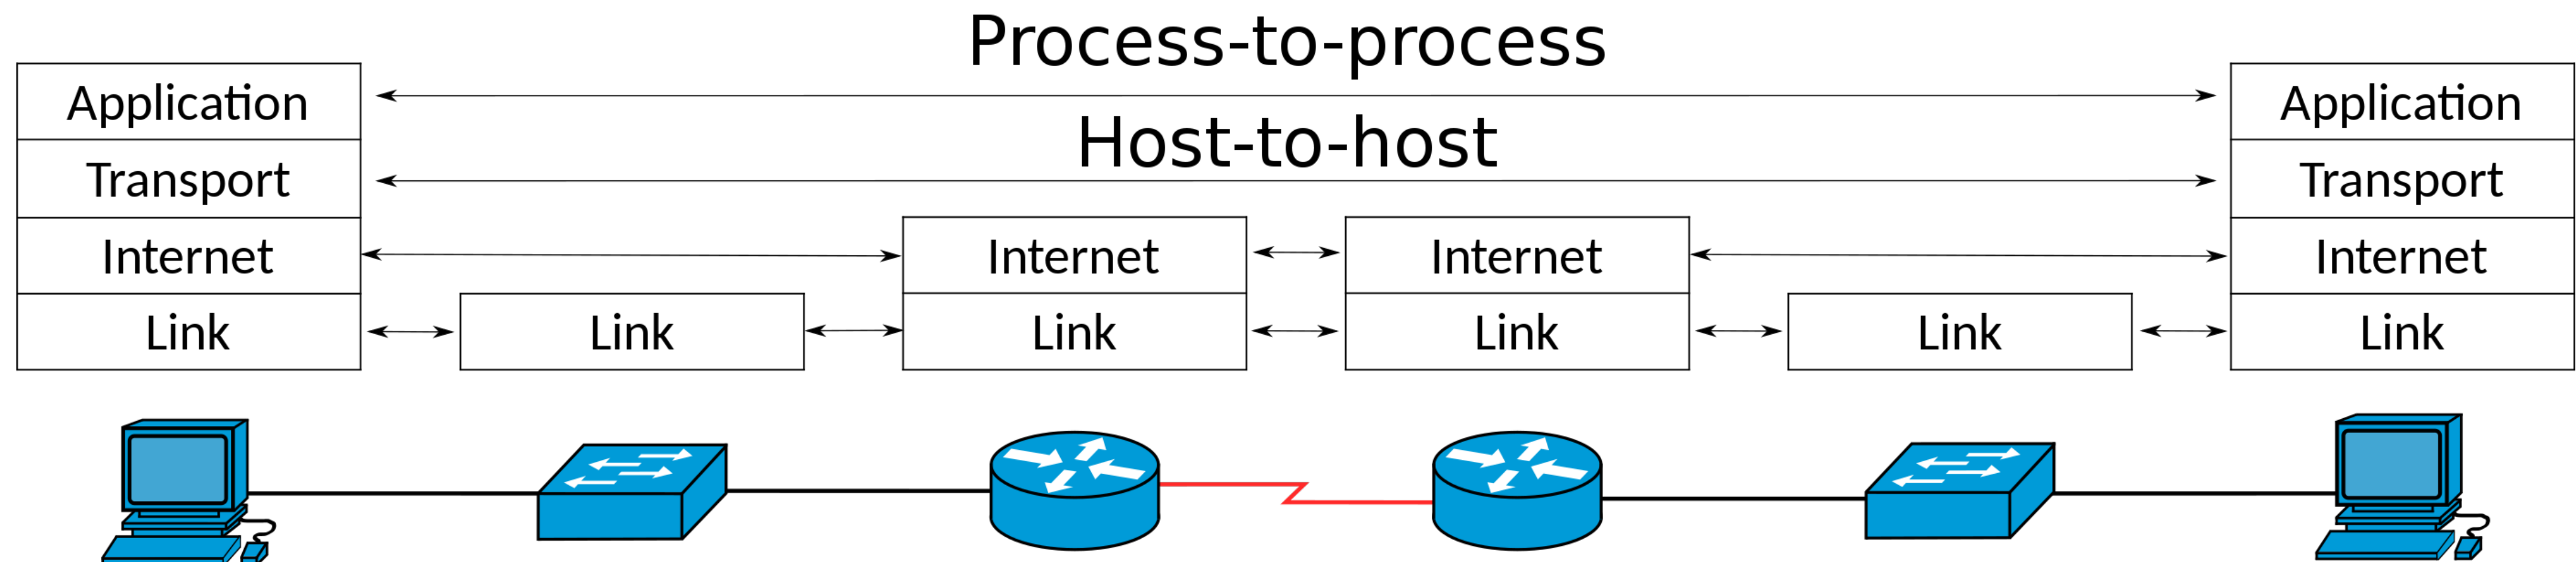 Process-to-process
Application
Application
Host-to-host
Transport
Transport
Internet
Internet
Internet
Internet
Link
Link
Link
Link
Link
Link